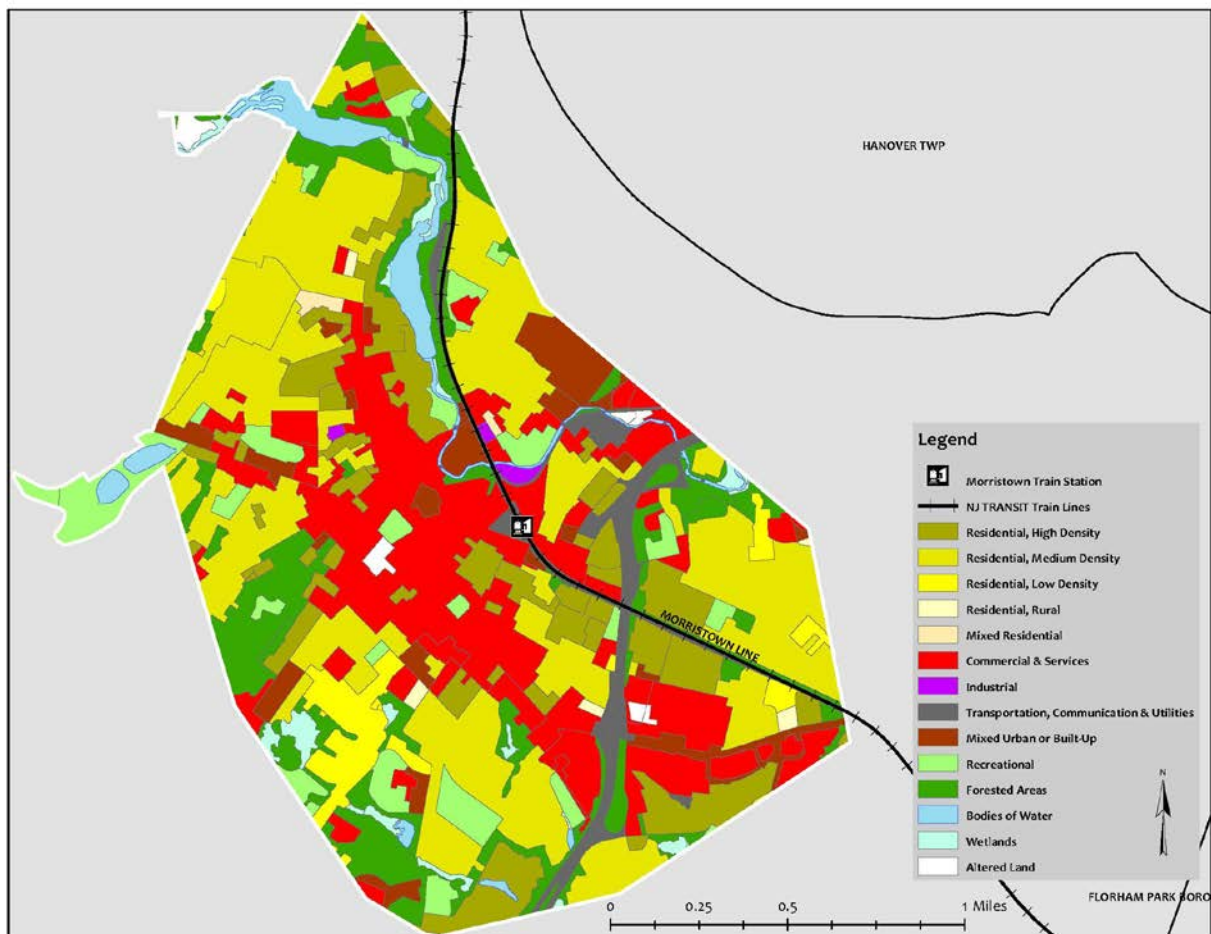 HANOVER TWP
MORRISTOWN LINE
Legend
Morristown Train Station
NJ TRANSIT Train Lines
Residential, High Density
Residential, Medium Density
Residential, Low Density
Residential, Rural
Mixed Residential
Commercial & Services
Industrial
Transportation, Communication & Utilities
Mixed Urban or Built-Up
Recreational
Forested Areas
Bodies of Water
Wetlands
Altered Land
N
0 0.25 0.5 1 Miles
FLORHAM PARK BORO